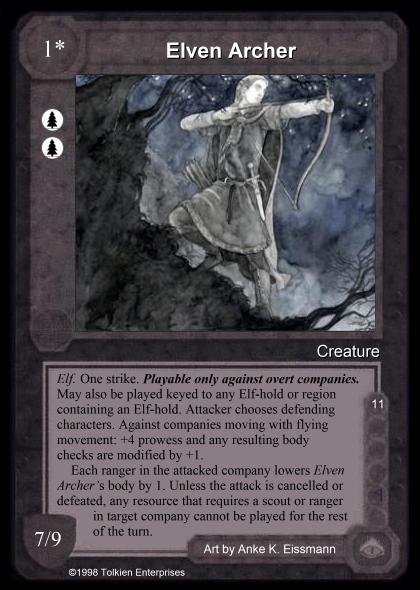 1*
Elven Archer
Creature
Elf. One strike. Playable only against overt companies.
May also be played keyed to any Elf-hold or region
containing an Elf-hold. Attacker chooses defending
characters. Against companies moving with flying
movement: +4 prowess and any resulting body
checks are modified by +1.
Each ranger in the attacked company lowers Elven
Archer's body by 1. Unless the attack is cancelled or
defeated, any resource that requires a scout or ranger
in target company cannot be played for the rest
of the turn.
11
7/9
Art by Anke K. Eissmann
©1998 Tolkien Enterprises